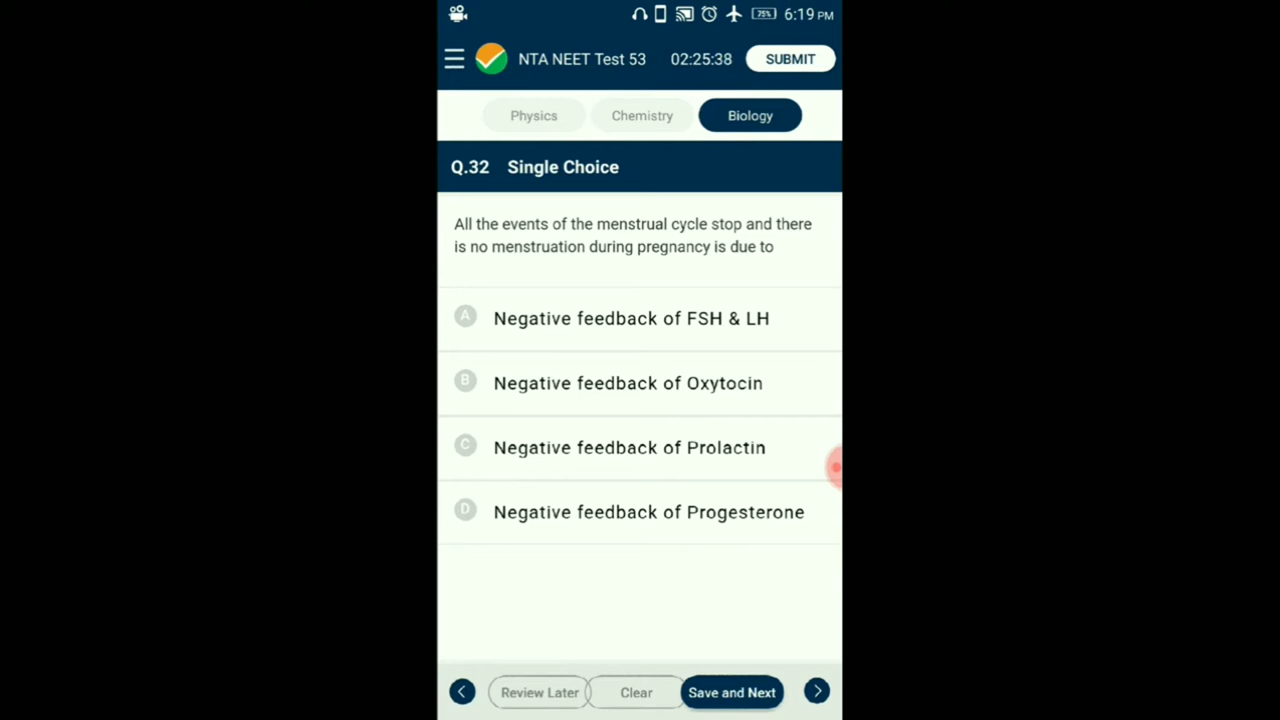 75% 6:19 PM
NTA NEET Test 53 02:25:38 SUBMIT
Physics Chemistry Biology
Q.32 Single Choice
All the events of the menstrual cycle stop and there
is no menstruation during pregnancy is due to
A Negative feedback of FSH & LH
B Negative feedback of Oxytocin
C Negative feedback of Prolactin
D Negative feedback of Progesterone
Review Later Clear Save and Next